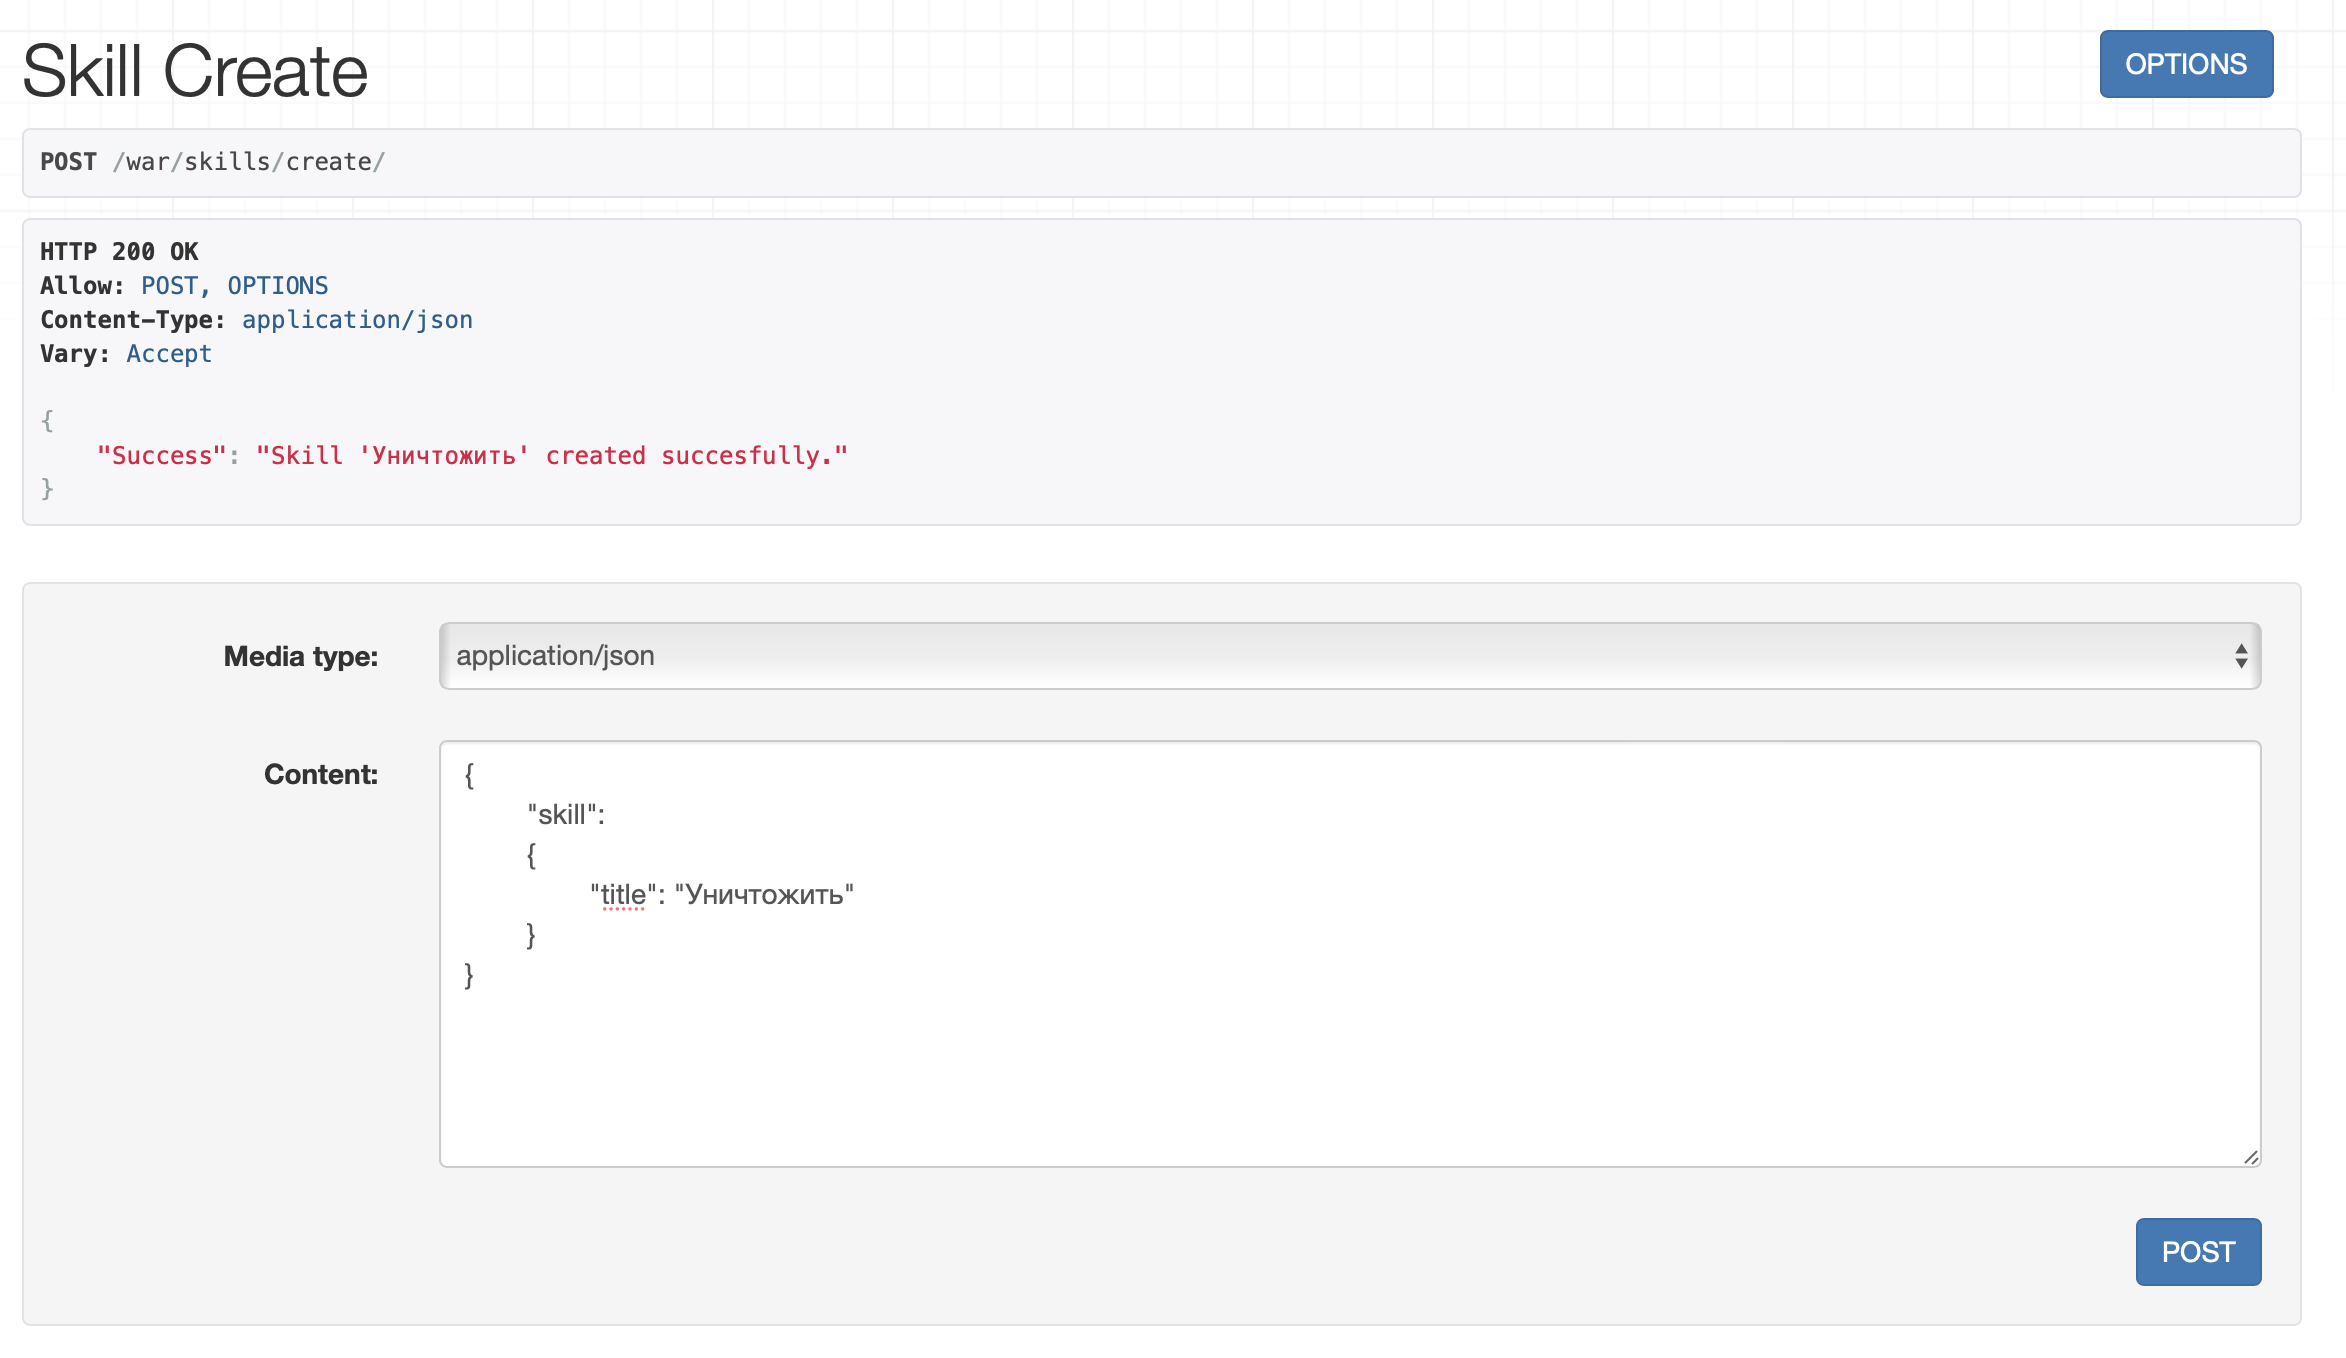 Skill Create
OPTIONS
POST /war/skills/create/
HTTP 200 OK
Allow: POST, OPTIONS
Content-Type: application/json
Vary: Accept
{
"Success": "Skill 'Уничтожить' created succesfully."
}
Media type:
application/json
Content:
{
"skill":
{
"title": "Уничтожить"
}
}
POST